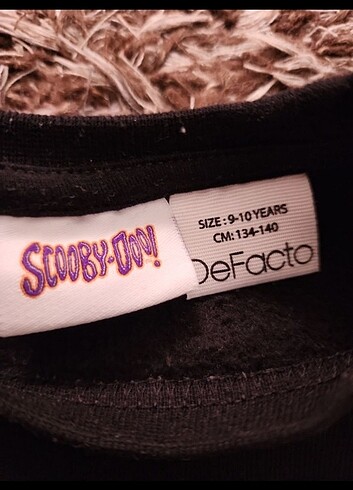 SCOOBY-DOO!
SIZE : 9-10 YEARS
CM: 134-140
DeFacto